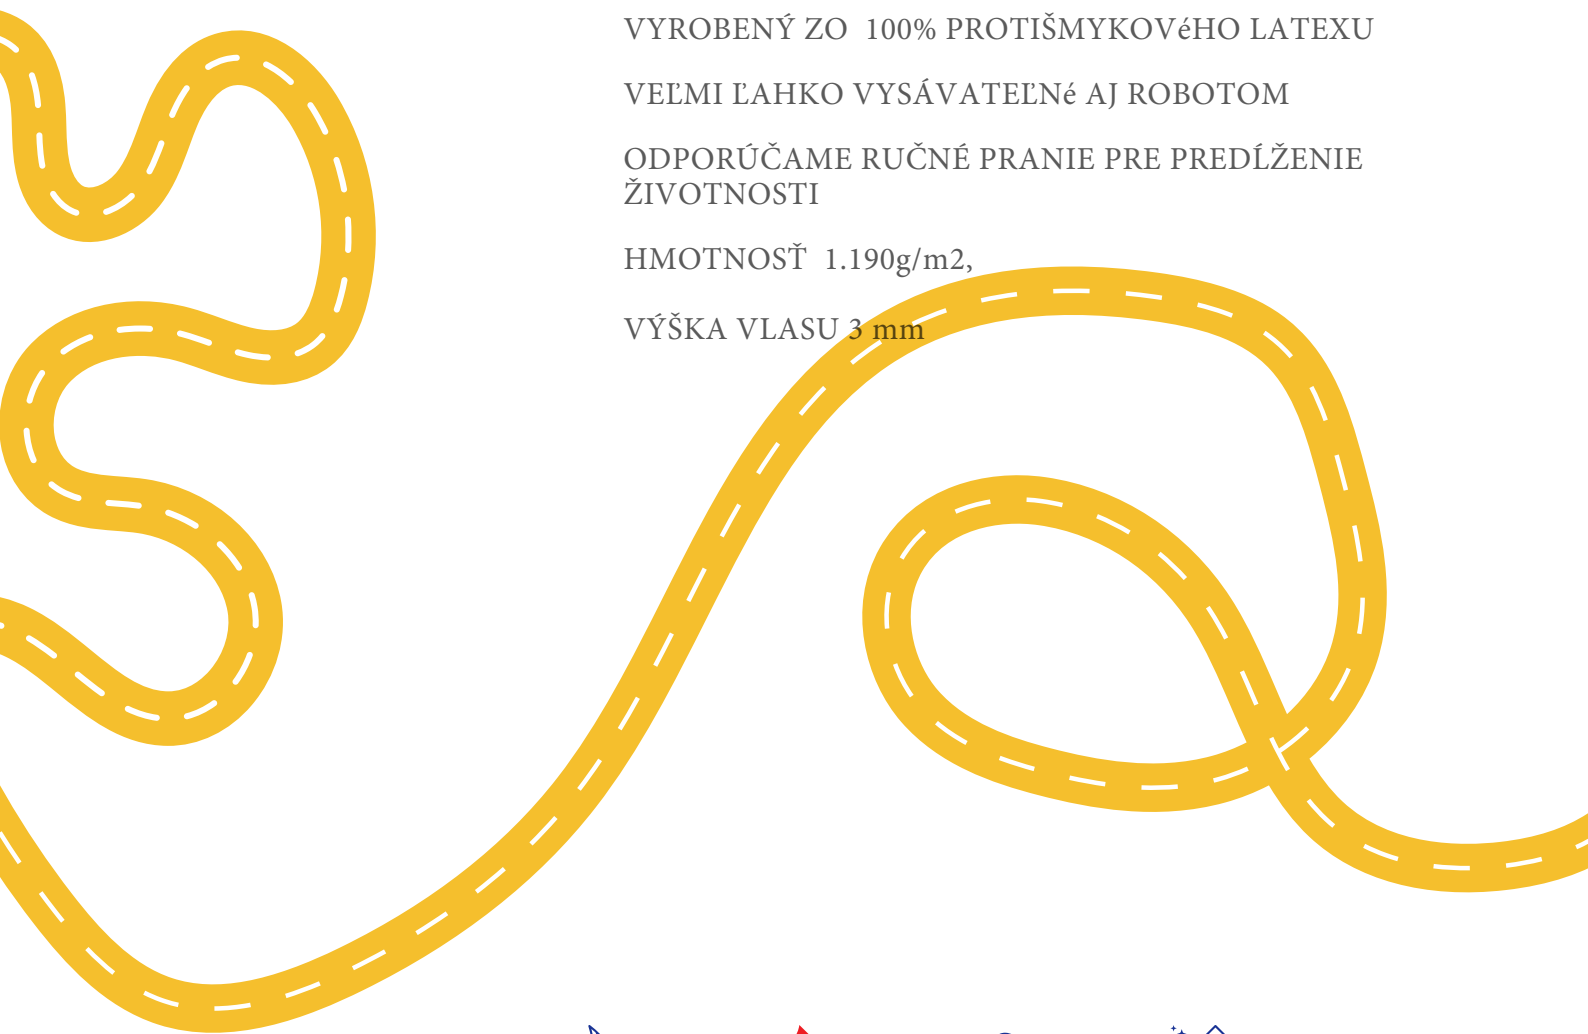 VYROBENÝ ZO 100% PROTIŠMYKOVéHO LATEXU
VEĽMI ĽAHKO VYSÁVATEĽNé AJ ROBOTOM
ODPORÚČAME RUČNÉ PRANIE PRE PREDĹŽENIE
ŽIVOTNOSTI
HMOTNOSŤ 1.190g/m2,
VÝŠKA VLASU 3 mm